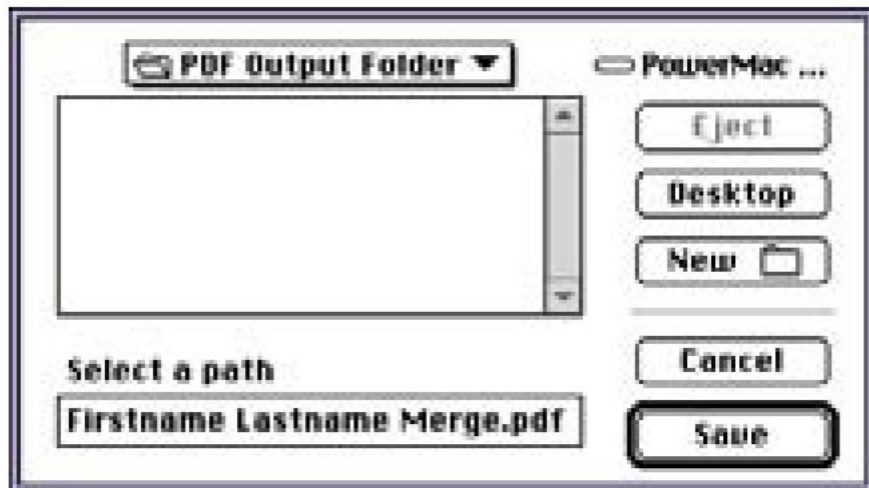 PDF Output Folder
PowerMac ...
Eject
Desktop
New
Select a path
Cancel
Firstname Lastname Merge.pdf
Save